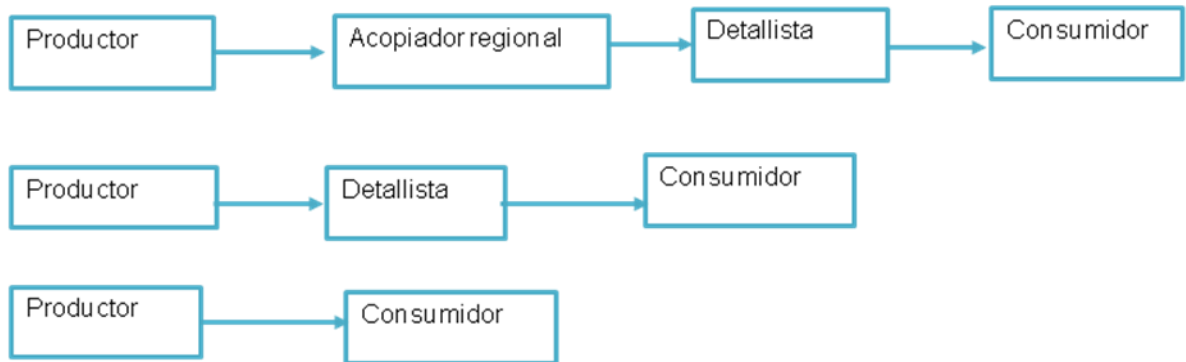 Productor
Acopiador regional
Detallista
Consumidor
Productor
Detallista
Consumidor
Productor
Consumidor